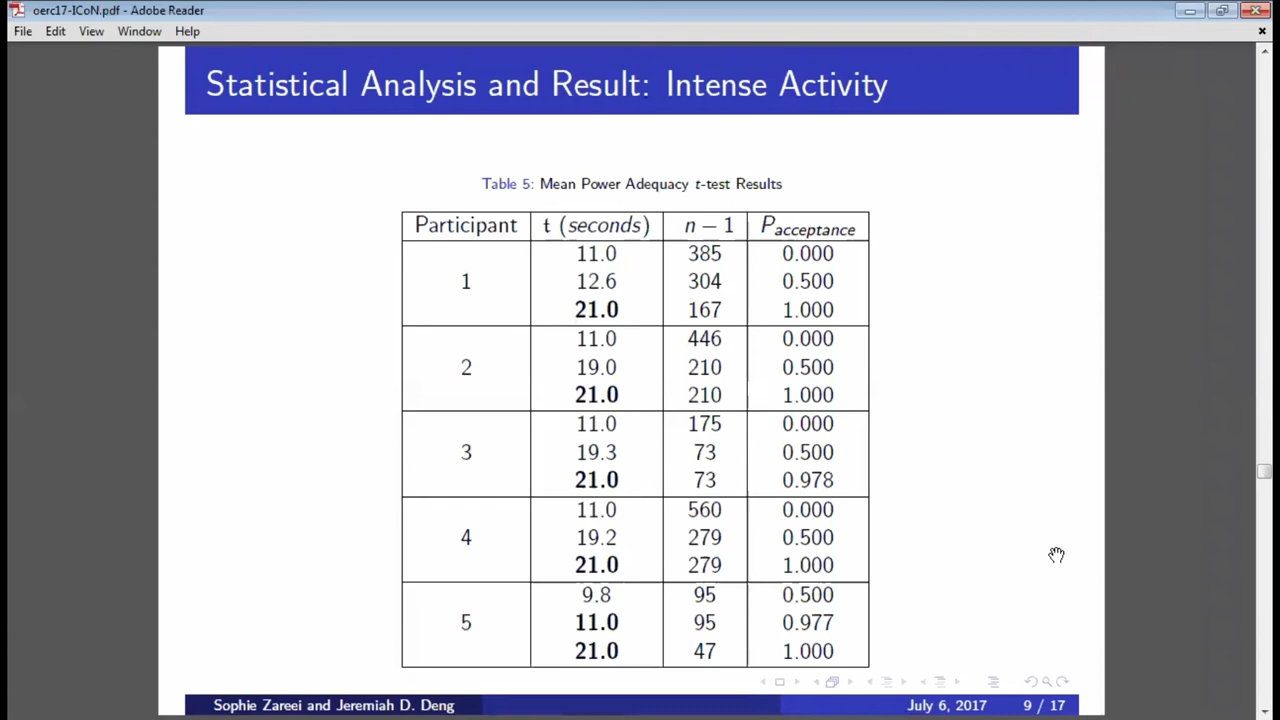 oerc17-ICoN.pdf - Adobe Reader
File Edit View Window Help
Statistical Analysis and Result: Intense Activity
Table 5: Mean Power Adequacy t-test Results
Participant t (seconds) n − 1 P_acceptance
11.0 385 0.000
1 12.6 304 0.500
21.0 167 1.000
11.0 446 0.000
2 19.0 210 0.500
21.0 210 1.000
11.0 175 0.000
3 19.3 73 0.500
21.0 73 0.978
11.0 560 0.000
4 19.2 279 0.500
21.0 279 1.000
9.8 95 0.500
5 11.0 95 0.977
21.0 47 1.000
Sophie Zareei and Jeremiah D. Deng July 6, 2017 9 / 17